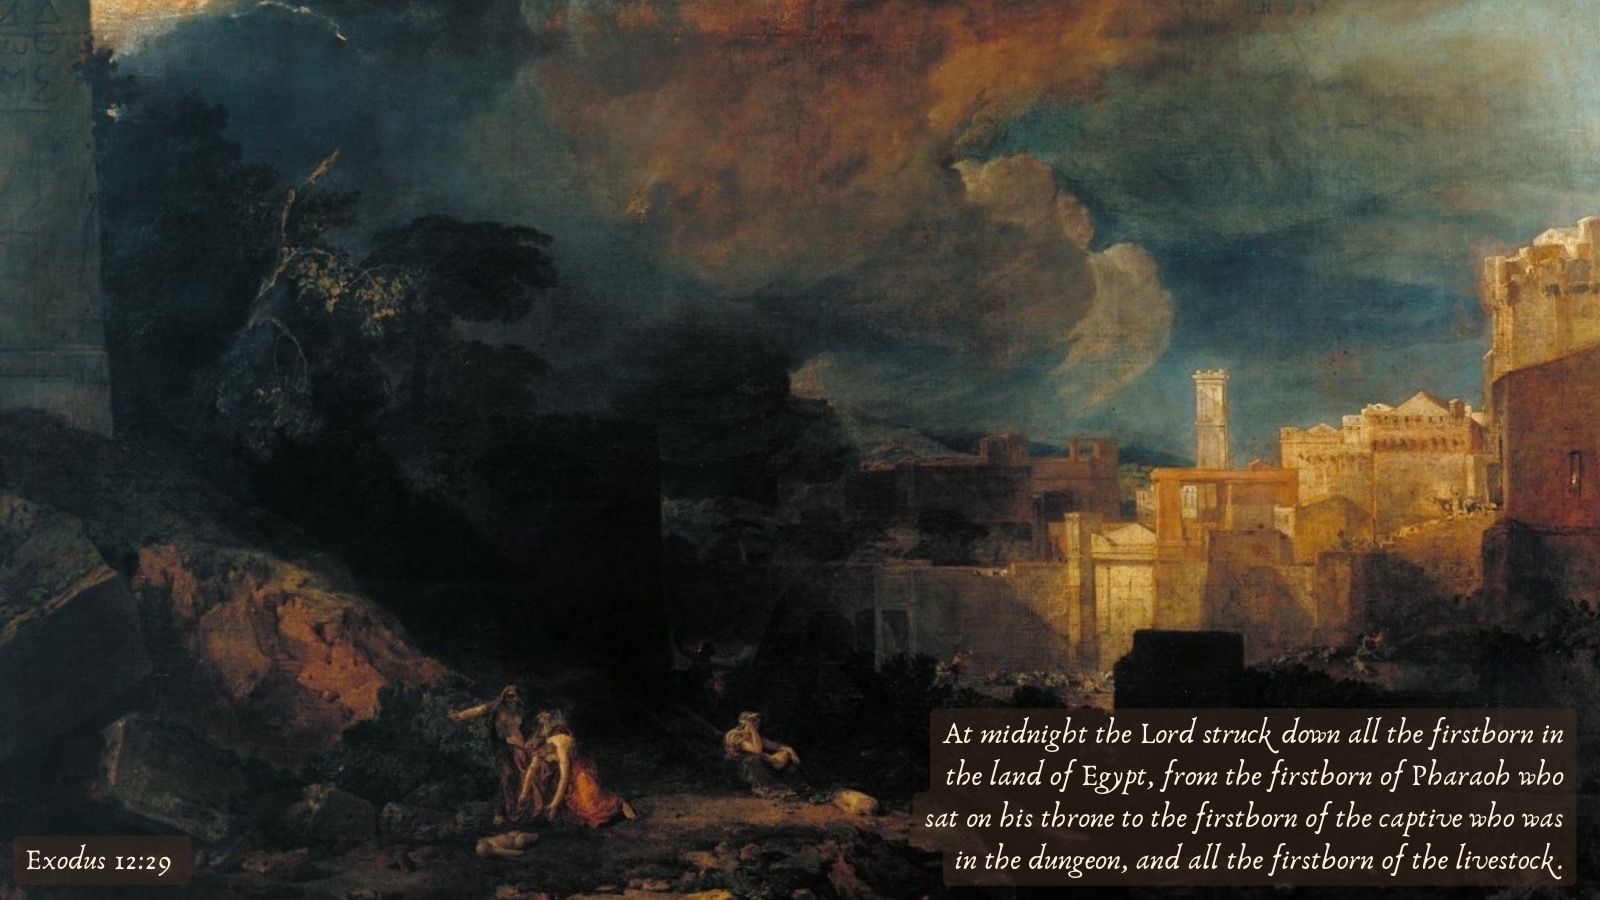 At midnight the Lord struck down all the firstborn in
the land of Egypt, from the firstborn of Pharaoh who
sat on his throne to the firstborn of the captive who was
in the dungeon, and all the firstborn of the livestock.
Exodus 12:29